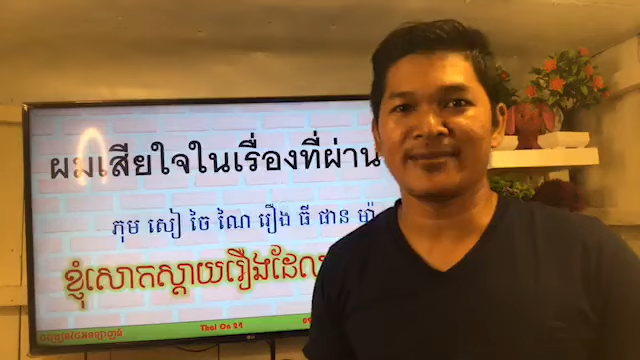 ผมเสียใจในเรื่องที่ผ่าน
ភុម សៀ ចៃ ណៃ រឿង ធី ផាន ម៉ា
ខ្ញុំសោកស្ដាយរឿងដែល
Thai On 24